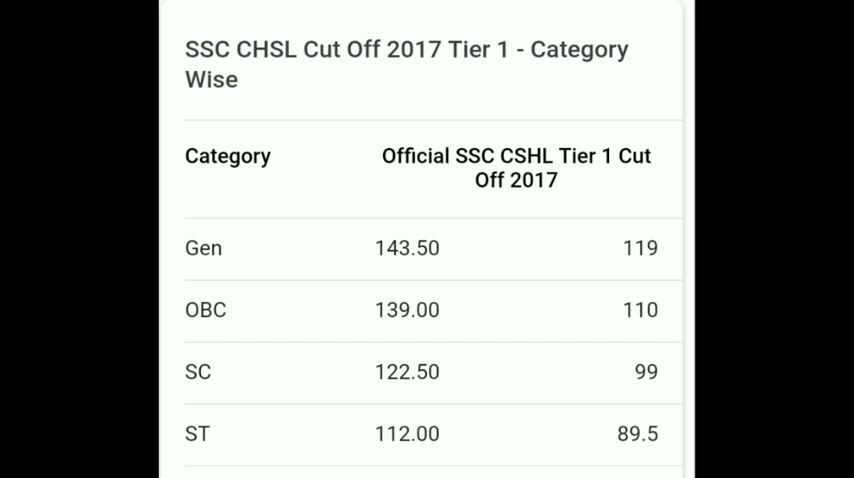 SSC CHSL Cut Off 2017 Tier 1 - Category
Wise
Category Official SSC CSHL Tier 1 Cut
Off 2017
Gen 143.50 119
OBC 139.00 110
SC 122.50 99
ST 112.00 89.5